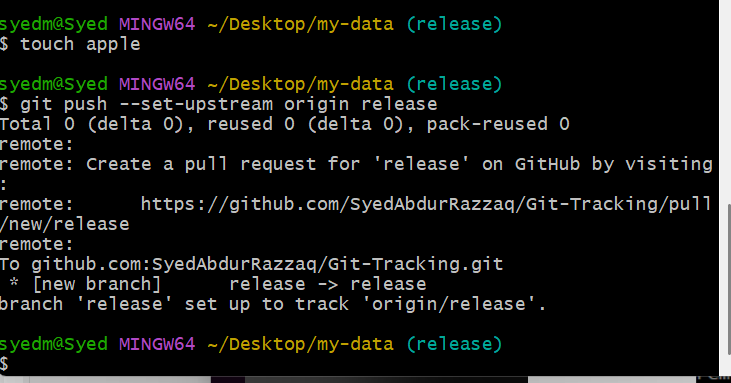 syedm@Syed MINGW64 ~/Desktop/my-data (release)
$ touch apple
syedm@Syed MINGW64 ~/Desktop/my-data (release)
$ git push --set-upstream origin release
Total 0 (delta 0), reused 0 (delta 0), pack-reused 0
remote:
remote: Create a pull request for 'release' on GitHub by visiting
:
remote:      https://github.com/SyedAbdurRazzaq/Git-Tracking/pull
/new/release
remote:
To github.com:SyedAbdurRazzaq/Git-Tracking.git
 * [new branch]      release -> release
branch 'release' set up to track 'origin/release'.
syedm@Syed MINGW64 ~/Desktop/my-data (release)
$